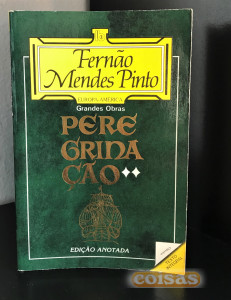 Fernão
Mendes Pinto
EUROPA-AMÉRICA
Grandes Obras
PERE
GRINA
ÇÃO
EDIÇÃO ANOTADA
coisas